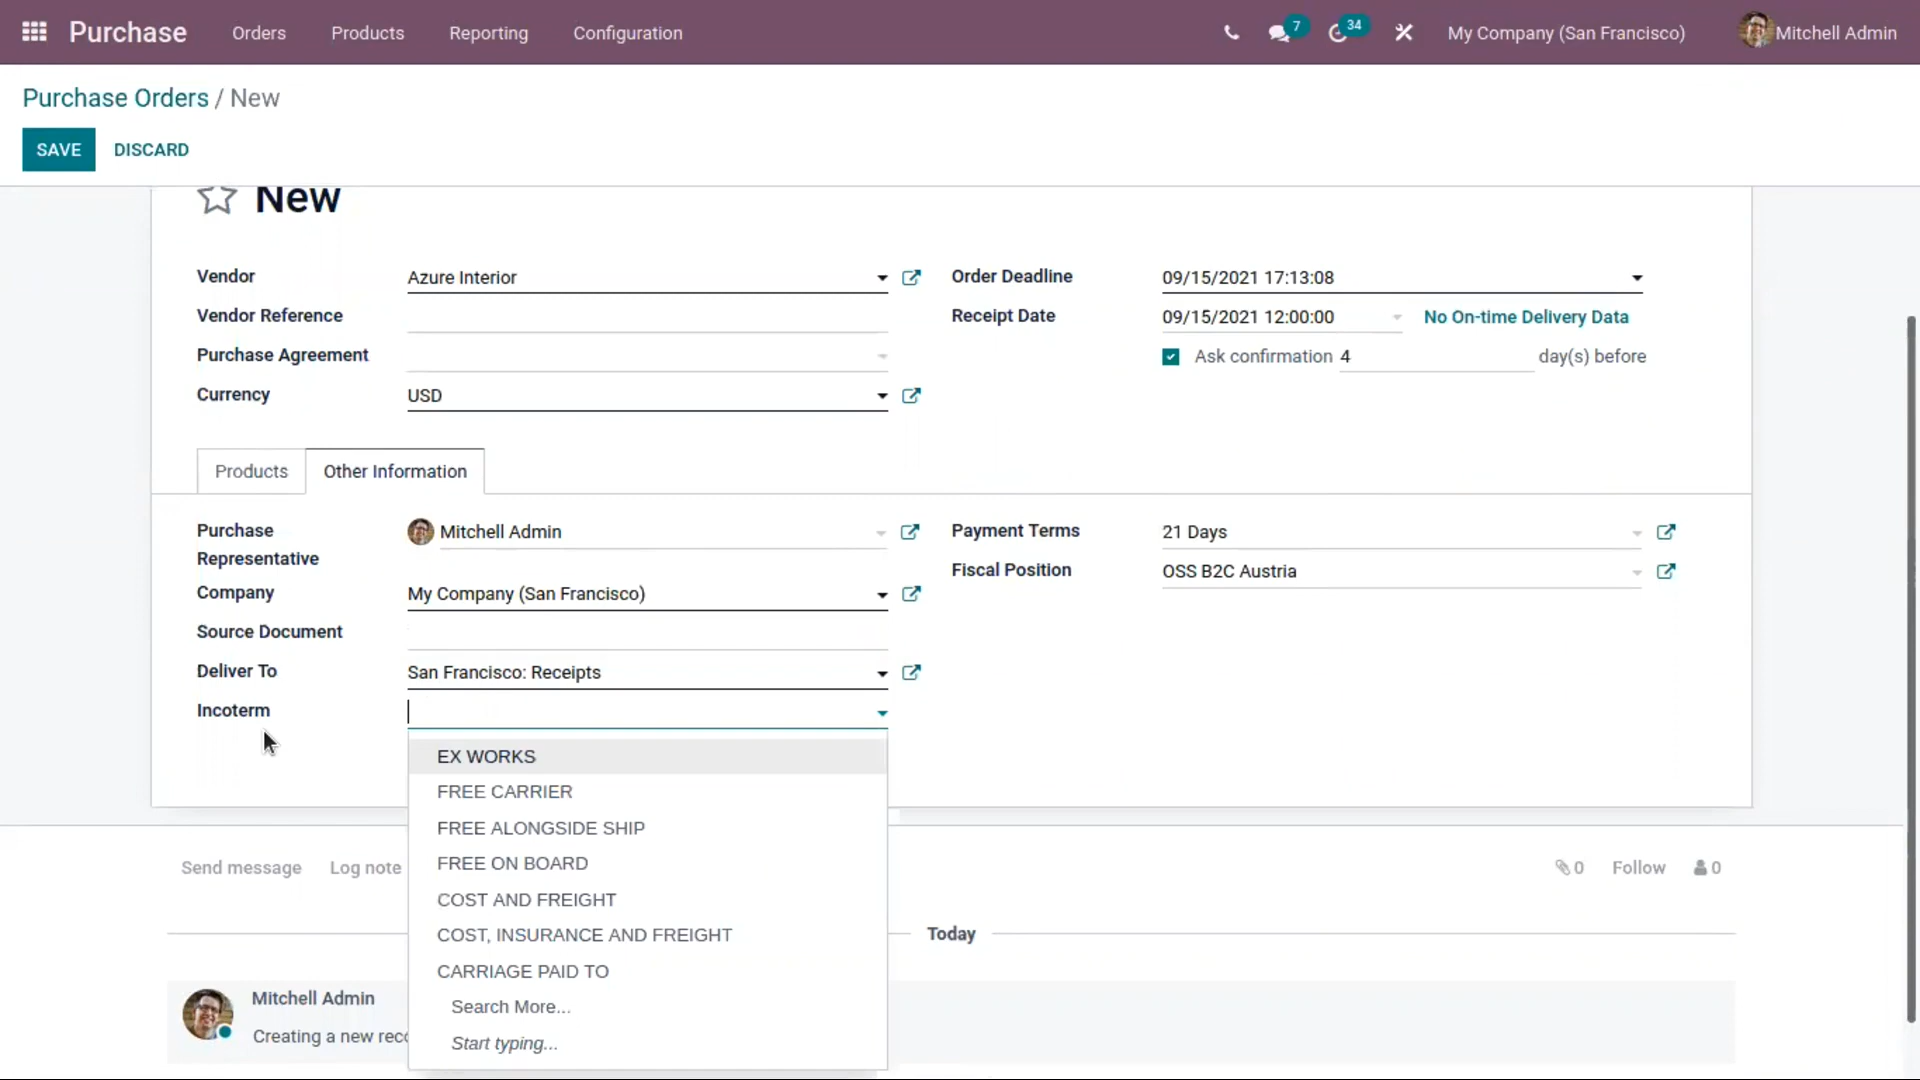 Purchase Orders Products Reporting Configuration 7 34 My Company (San Francisco) Mitchell Admin
Purchase Orders / New
SAVE DISCARD
New
Vendor Azure Interior Order Deadline 09/15/2021 17:13:08
Vendor Reference Receipt Date 09/15/2021 12:00:00 No On-time Delivery Data
Purchase Agreement Ask confirmation 4 day(s) before
Currency USD
Products Other Information
Purchase Representative Mitchell Admin Payment Terms 21 Days
Company My Company (San Francisco) Fiscal Position OSS B2C Austria
Source Document
Deliver To San Francisco: Receipts
Incoterm
EX WORKS
FREE CARRIER
FREE ALONGSIDE SHIP
FREE ON BOARD
COST AND FREIGHT
COST, INSURANCE AND FREIGHT
CARRIAGE PAID TO
Search More...
Start typing...
Send message Log note 0 Follow 0
Today
Mitchell Admin
Creating a new reco